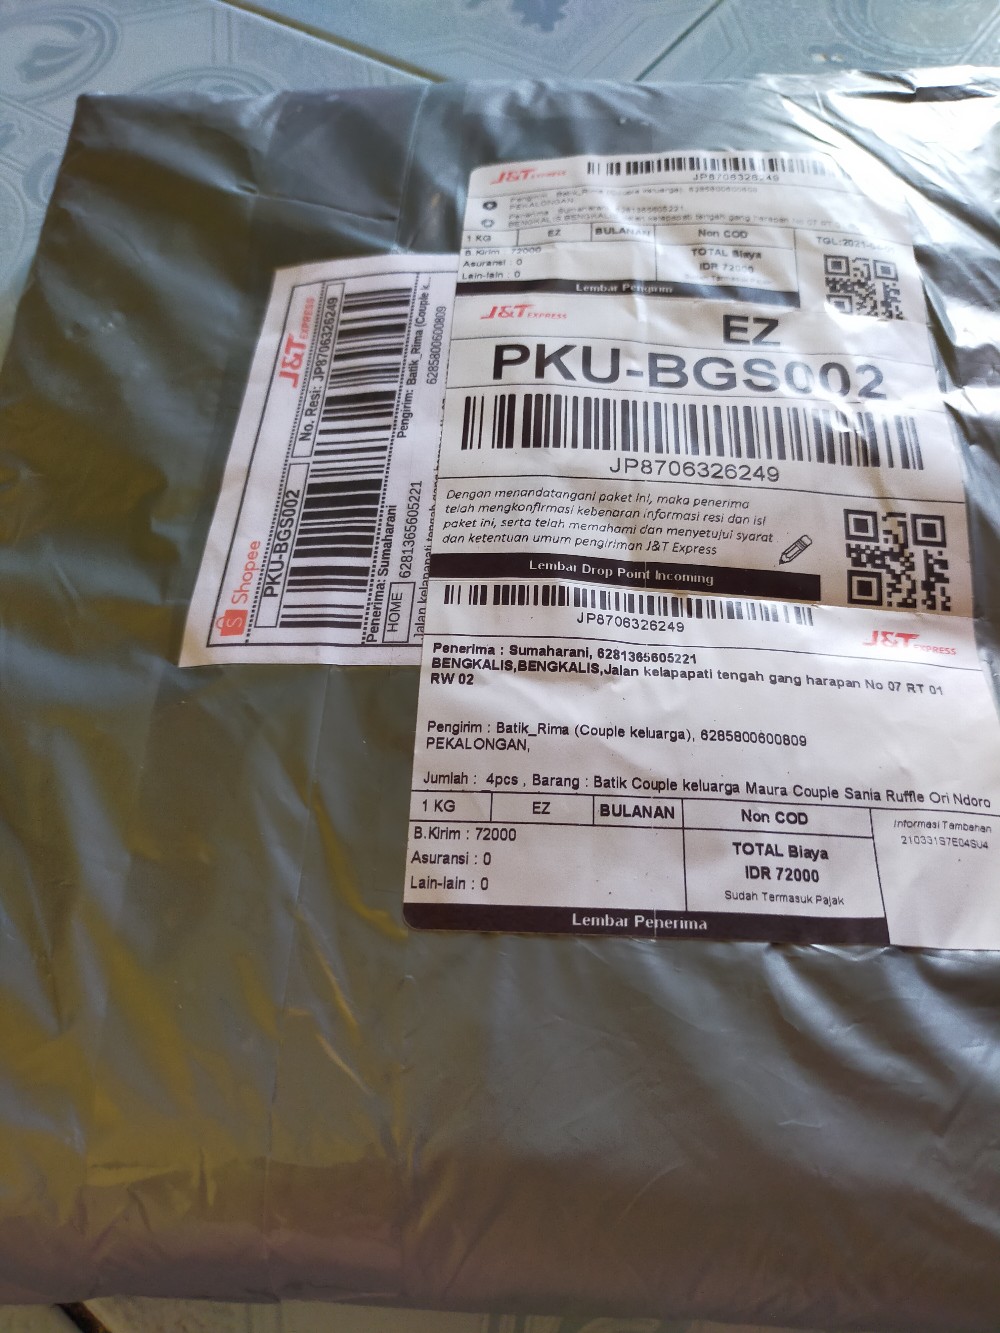 J&T EXPRESS
JP8706326249
PEKALONGAN,
1 KG EZ BULANAN Non COD
TGL:2021-
B. Kirim : 72000
Asuransi : 0
Lain-lain : 0
TOTAL Biaya
IDR 72000
Lembar Pengirim
J&T EXPRESS
EZ
PKU-BGS002
JP8706326249
Dengan menandatangani paket ini, maka penerima
telah mengkonfirmasi kebenaran informasi resi dan isi
paket ini, serta telah memahami dan menyetujui syarat
dan ketentuan umum pengiriman J&T Express
Lembar Drop Point Incoming
JP8706326249
J&T EXPRESS
Penerima : Sumaharani, 6281365605221
BENGKALIS,BENGKALIS,Jalan kelapapati tengah gang harapan No 07 RT 01
RW 02
Pengirim : Batik_Rima (Couple keluarga), 6285800600809
PEKALONGAN,
Jumlah : 4pcs , Barang : Batik Couple keluarga Maura Couple Sania Ruffle Ori Ndoro
1 KG EZ BULANAN Non COD
Informasi Tambahan
210331S7E04SU4
B.Kirim : 72000
Asuransi : 0
Lain-lain : 0
TOTAL Biaya
IDR 72000
Sudah Termasuk Pajak
Lembar Penerima
Shopee
J&T EXPRESS
PKU-BGS002
No. Resi: JP8706326249
Penerima: Sumaharani
Pengirim: Batik_Rima (Couple k...
HOME
6281365605221
6285800600809
Jalan kelapapati tengah gang